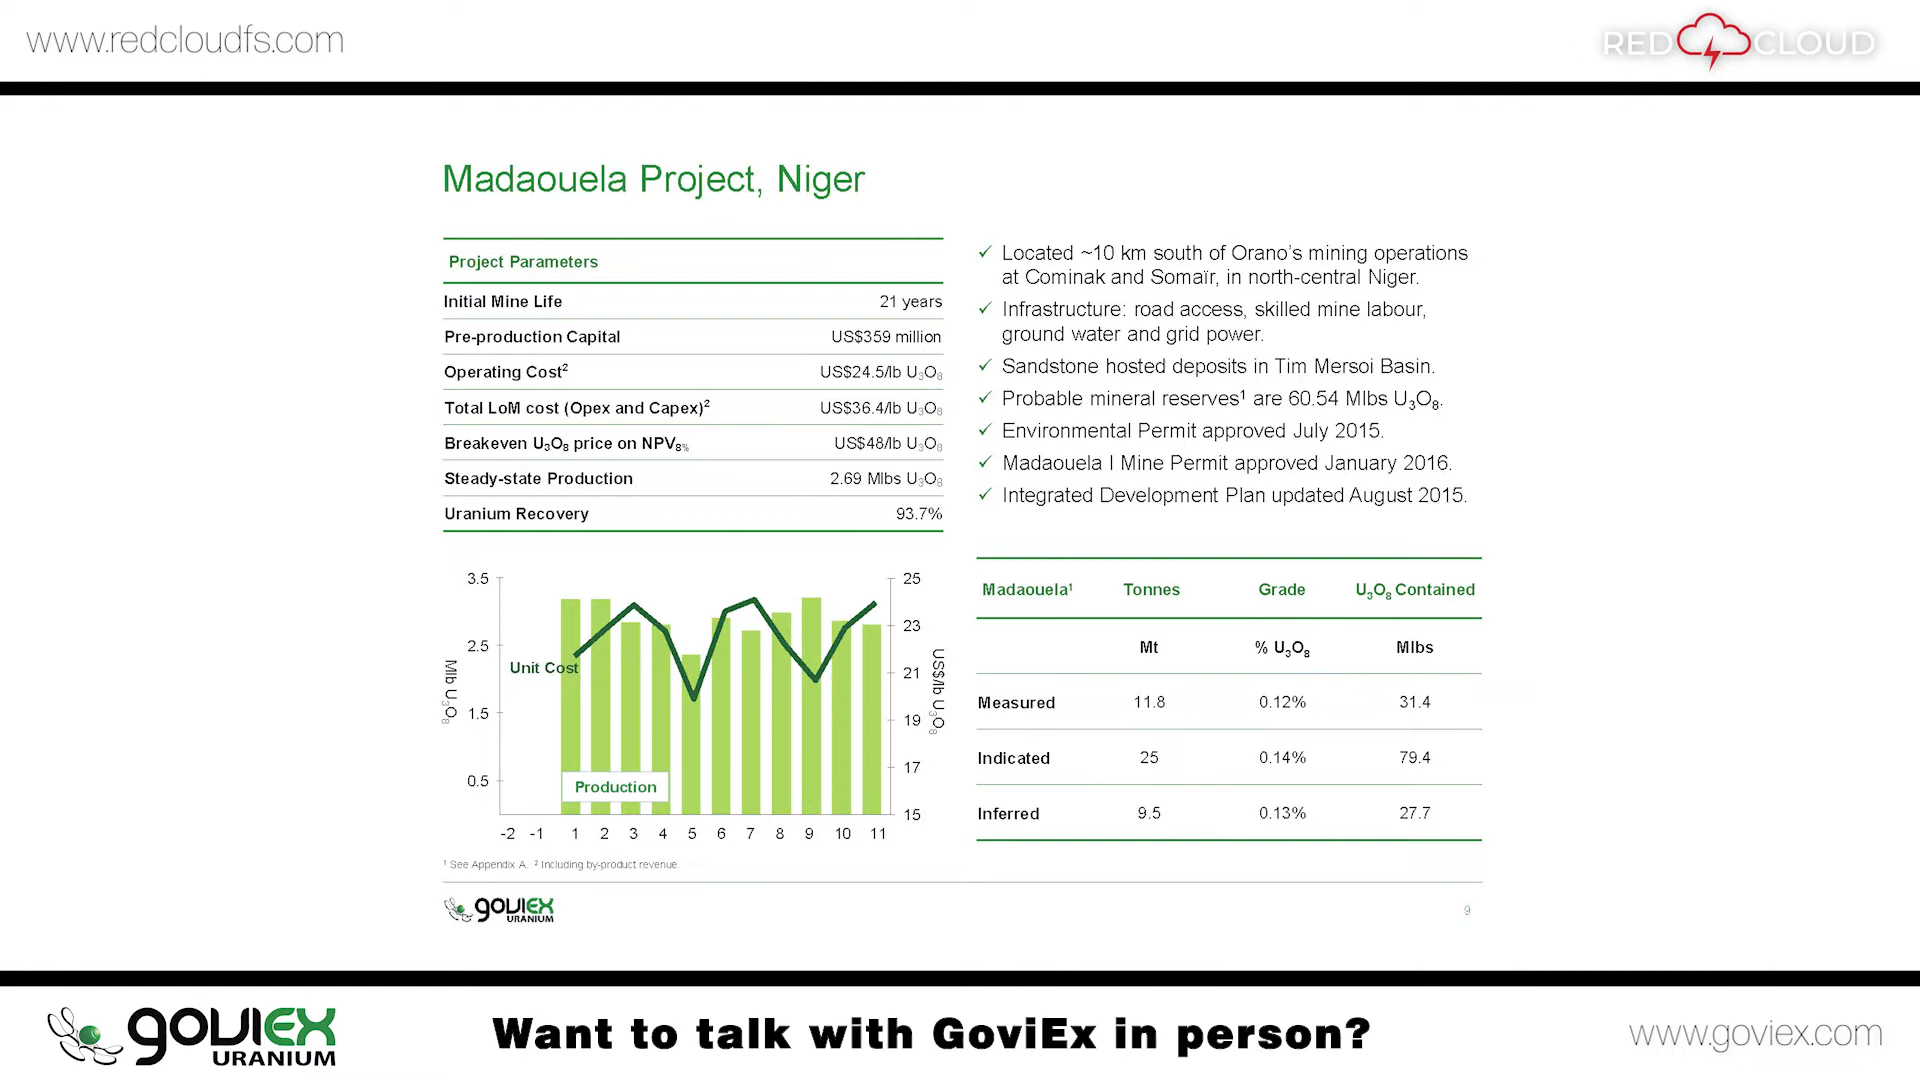 www.redcloudfs.com
RED CLOUD
Madaouela Project, Niger
Project Parameters
Initial Mine Life 21 years
Pre-production Capital US$359 million
Operating Cost² US$24.5/lb U₃O₈
Total LoM cost (Opex and Capex)² US$36.4/lb U₃O₈
Breakeven U₃O₈ price on NPV₈% US$48/lb U₃O₈
Steady-state Production 2.69 Mlbs U₃O₈
Uranium Recovery 93.7%
✓ Located ~10 km south of Orano’s mining operations
at Cominak and Somaïr, in north-central Niger.
✓ Infrastructure: road access, skilled mine labour,
ground water and grid power.
✓ Sandstone hosted deposits in Tim Mersoi Basin.
✓ Probable mineral reserves¹ are 60.54 Mlbs U₃O₈.
✓ Environmental Permit approved July 2015.
✓ Madaouela I Mine Permit approved January 2016.
✓ Integrated Development Plan updated August 2015.
3.5
2.5
1.5
0.5
Mlb U₃O₈
Unit Cost
Production
25
23
21
19
17
15
US$/lb U₃O₈
-2 -1 1 2 3 4 5 6 7 8 9 10 11
Madaouela¹ Tonnes Grade U₃O₈ Contained
Mt % U₃O₈ Mlbs
Measured 11.8 0.12% 31.4
Indicated 25 0.14% 79.4
Inferred 9.5 0.13% 27.7
¹ See Appendix A. ² Including by-product revenue.
goviEX
URANIUM
9
goviEX
URANIUM
Want to talk with GoviEx in person?
www.goviex.com